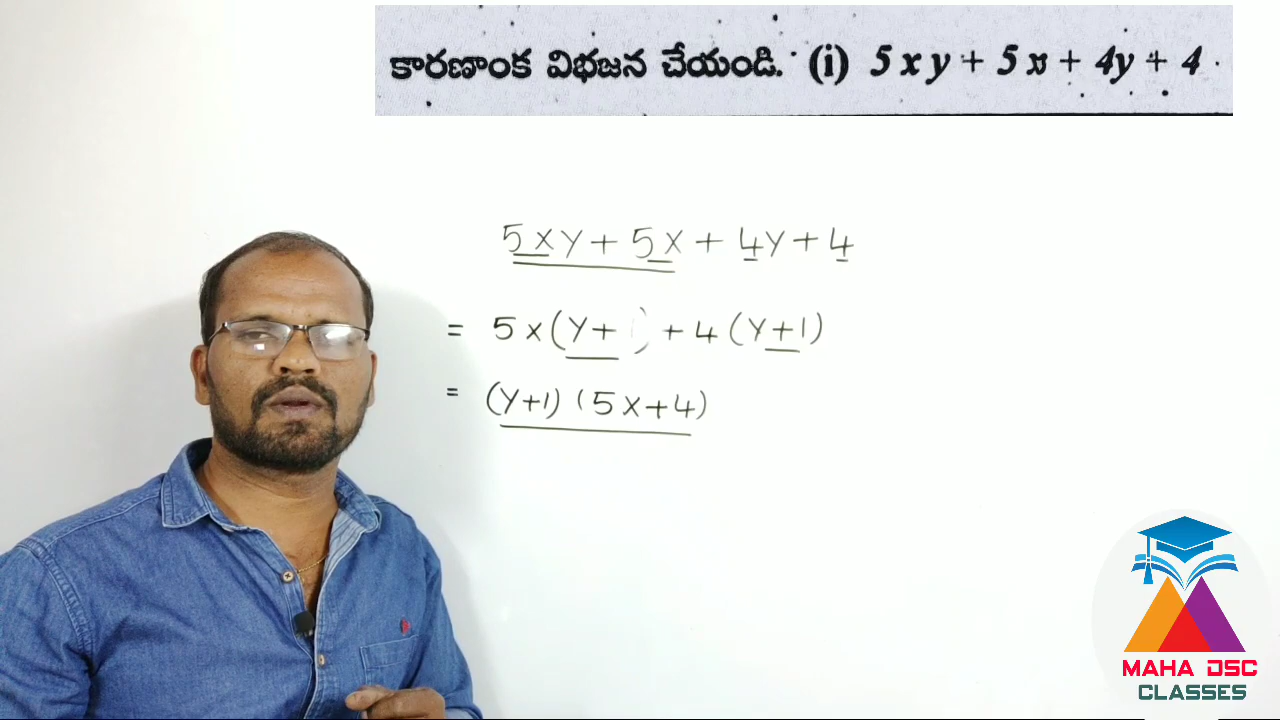 కారణాంక విభజన చేయండి. (i) 5xy + 5x + 4y + 4
5xy + 5x + 4y + 4
= 5x(y+1) + 4(y+1)
= (y+1)(5x+4)
MAHA DSC
CLASSES